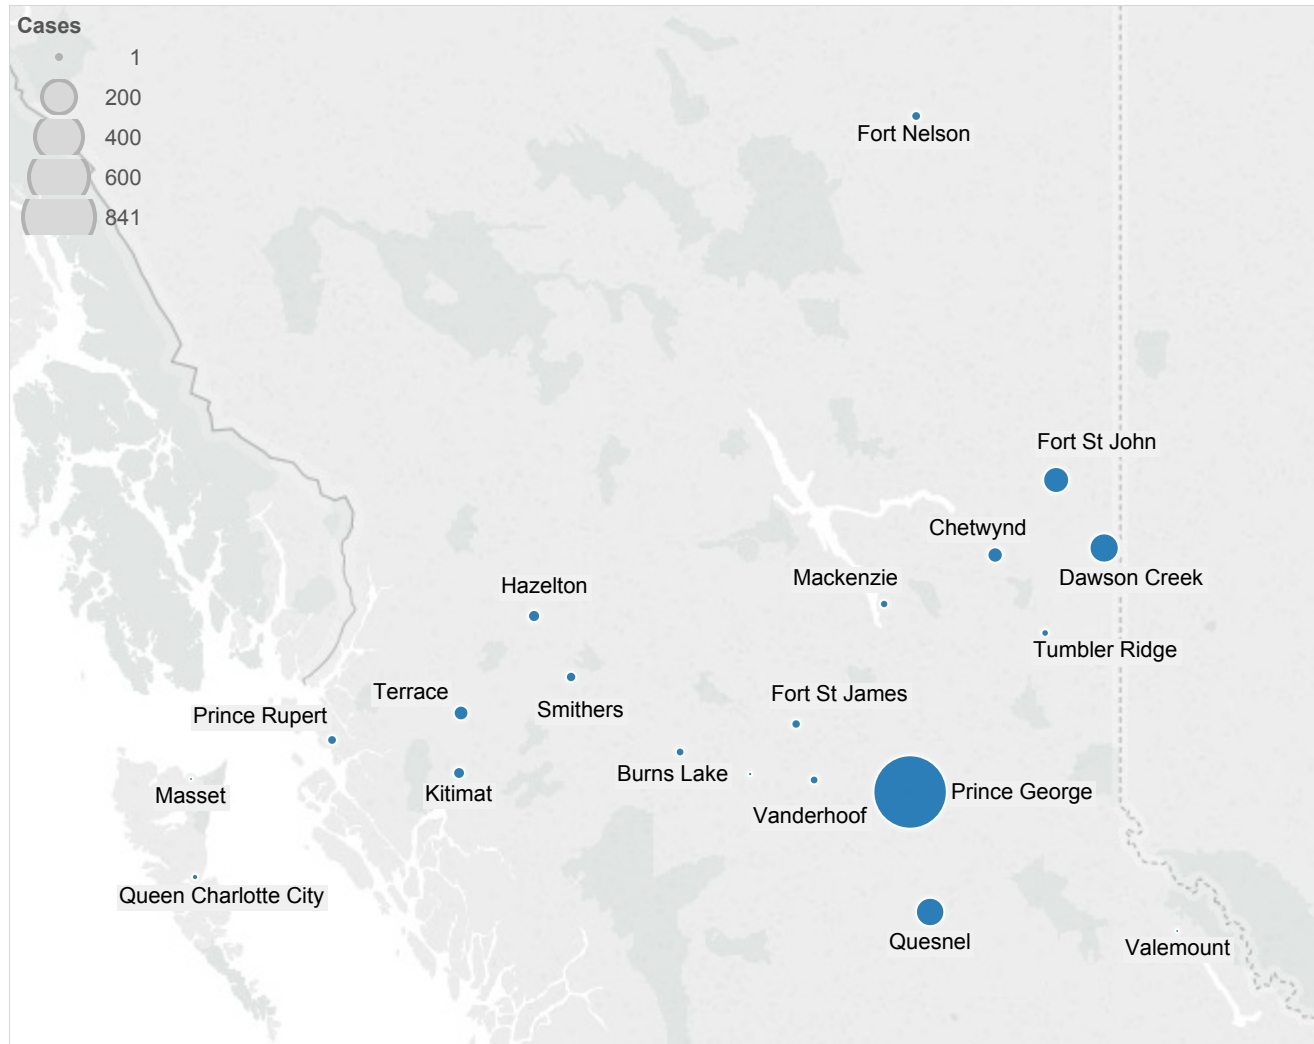 Cases
1
200
400
600
841
Fort Nelson
Fort St John
Chetwynd
Dawson Creek
Mackenzie
Hazelton
Tumbler Ridge
Terrace
Fort St James
Smithers
Prince Rupert
Burns Lake
Prince George
Masset
Kitimat
Vanderhoof
Queen Charlotte City
Quesnel
Valemount